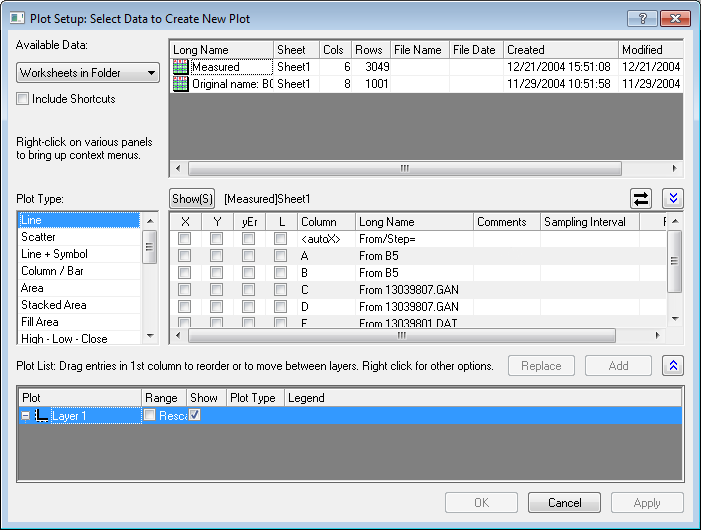 Plot Setup: Select Data to Create New Plot
Available Data:
Worksheets in Folder
Include Shortcuts
Right-click on various panels
to bring up context menus.
Long Name Sheet Cols Rows File Name File Date Created Modified
Measured Sheet1 6 3049 12/21/2004 15:51:08 12/21/2004
Original name: Sheet1 8 1001 11/29/2004 10:51:58 11/29/2004
Plot Type:
Line
Scatter
Line + Symbol
Column / Bar
Area
Stacked Area
Fill Area
High - Low - Close
Show(S) [Measured]Sheet1
X Y yEr L Column Long Name Comments Sampling Interval
<autoX> From/Step=
A From B5
B From B5
C From 13039807.GAN
D From 13039807.GAN
E From 13039801.DAT
Plot List: Drag entries in 1st column to reorder or to move between layers. Right click for other options.
Replace Add
Plot Range Show Plot Type Legend
Layer 1 Resca
OK Cancel Apply